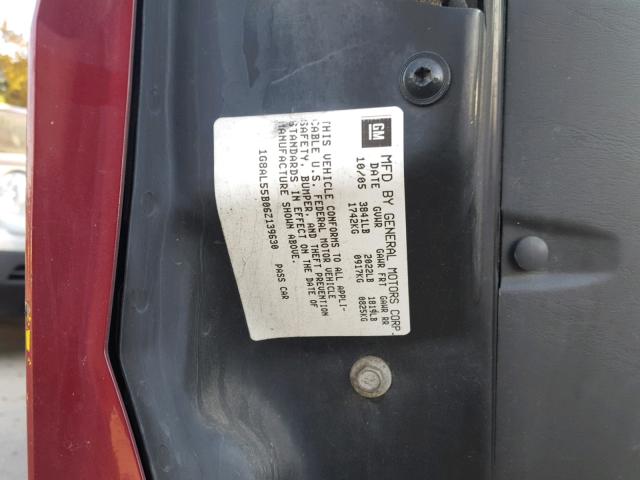 GM MFD BY GENERAL MOTORS CORP.
DATE GVWR GAWR FRT GAWR RR
10/05 3841LB 2022LB 1819LB
1742KG 0917KG 0825KG
THIS VEHICLE CONFORMS TO ALL APPLI-
CABLE U.S. FEDERAL MOTOR VEHICLE
SAFETY, BUMPER, AND THEFT PREVENTION
STANDARDS IN EFFECT ON THE DATE OF
MANUFACTURE SHOWN ABOVE.
1G8AL55B06Z139630 PASS CAR